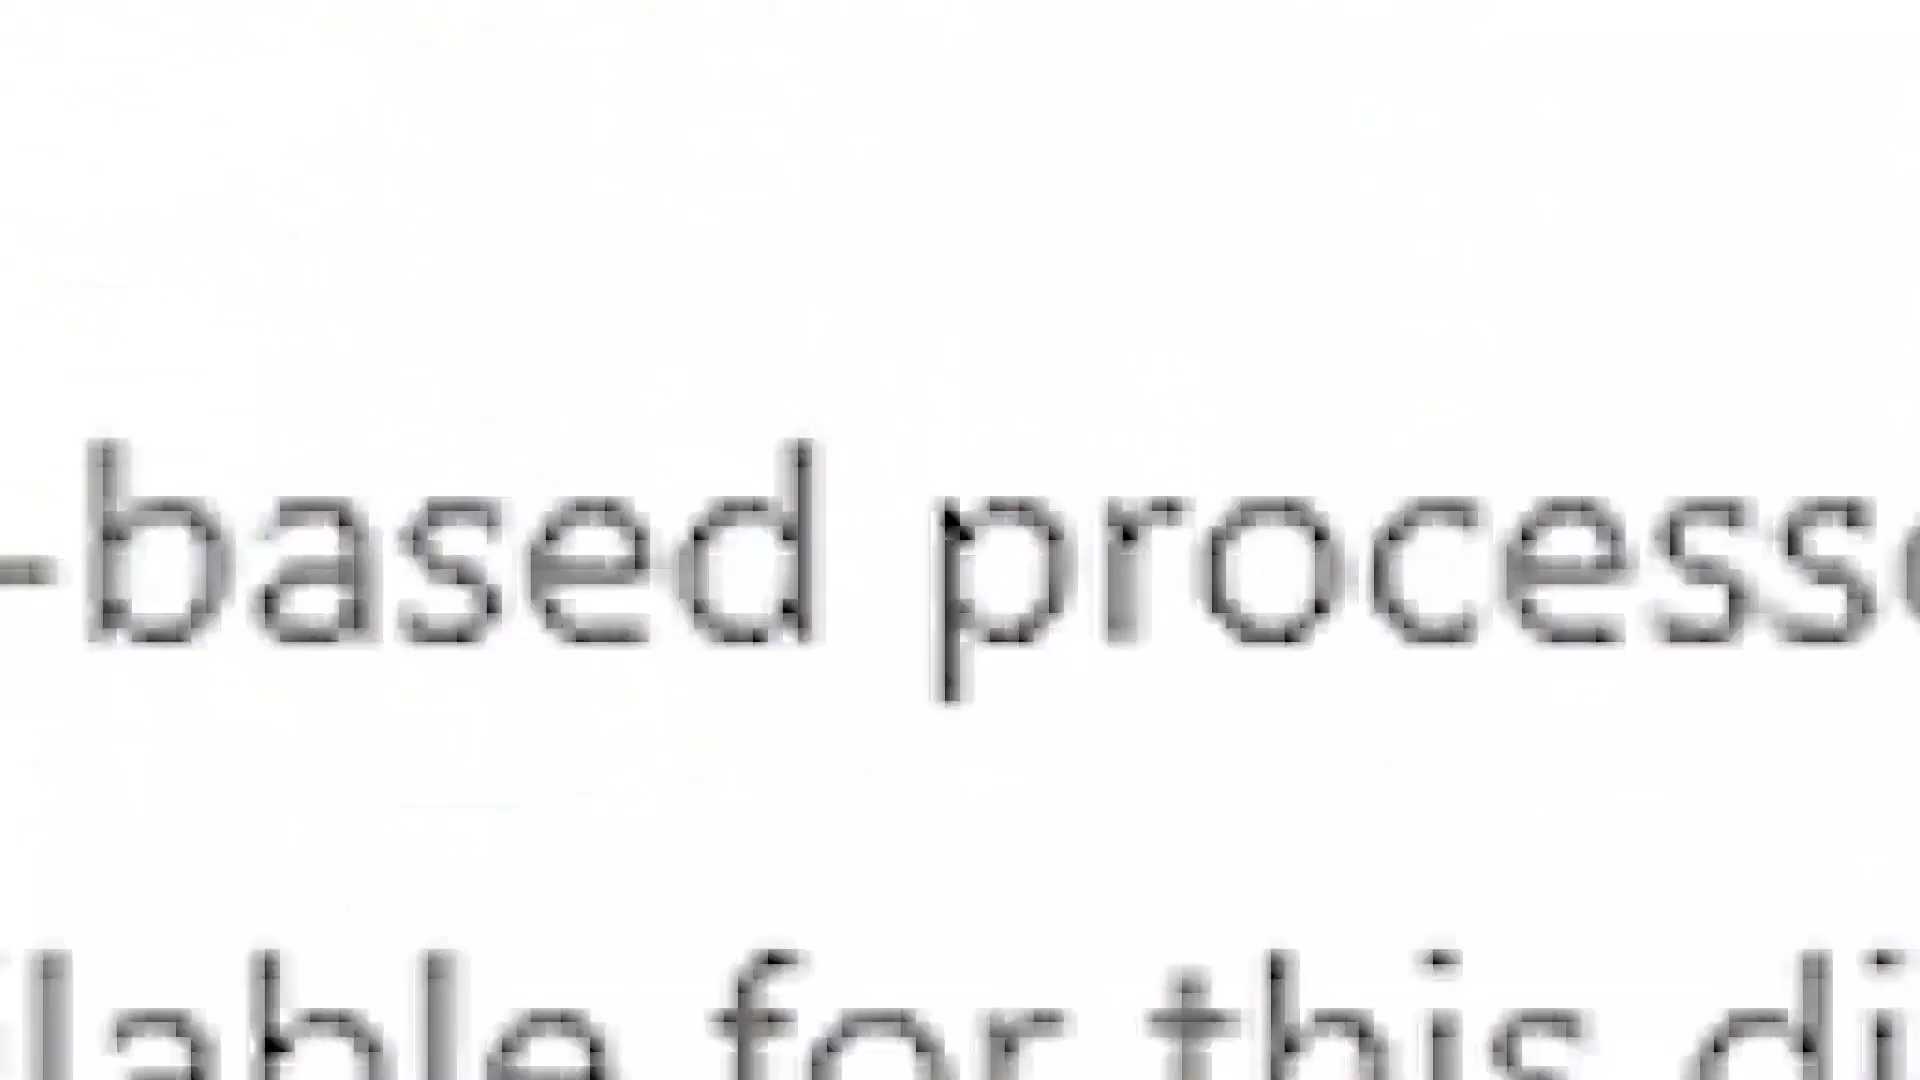 -based process
lable for this di